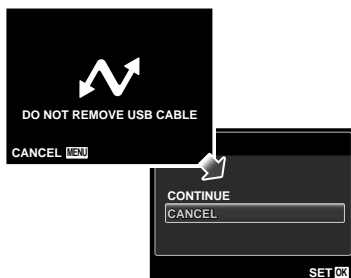 DO NOT REMOVE USB CABLE
CANCEL MENU
CONTINUE
CANCEL
SET OK